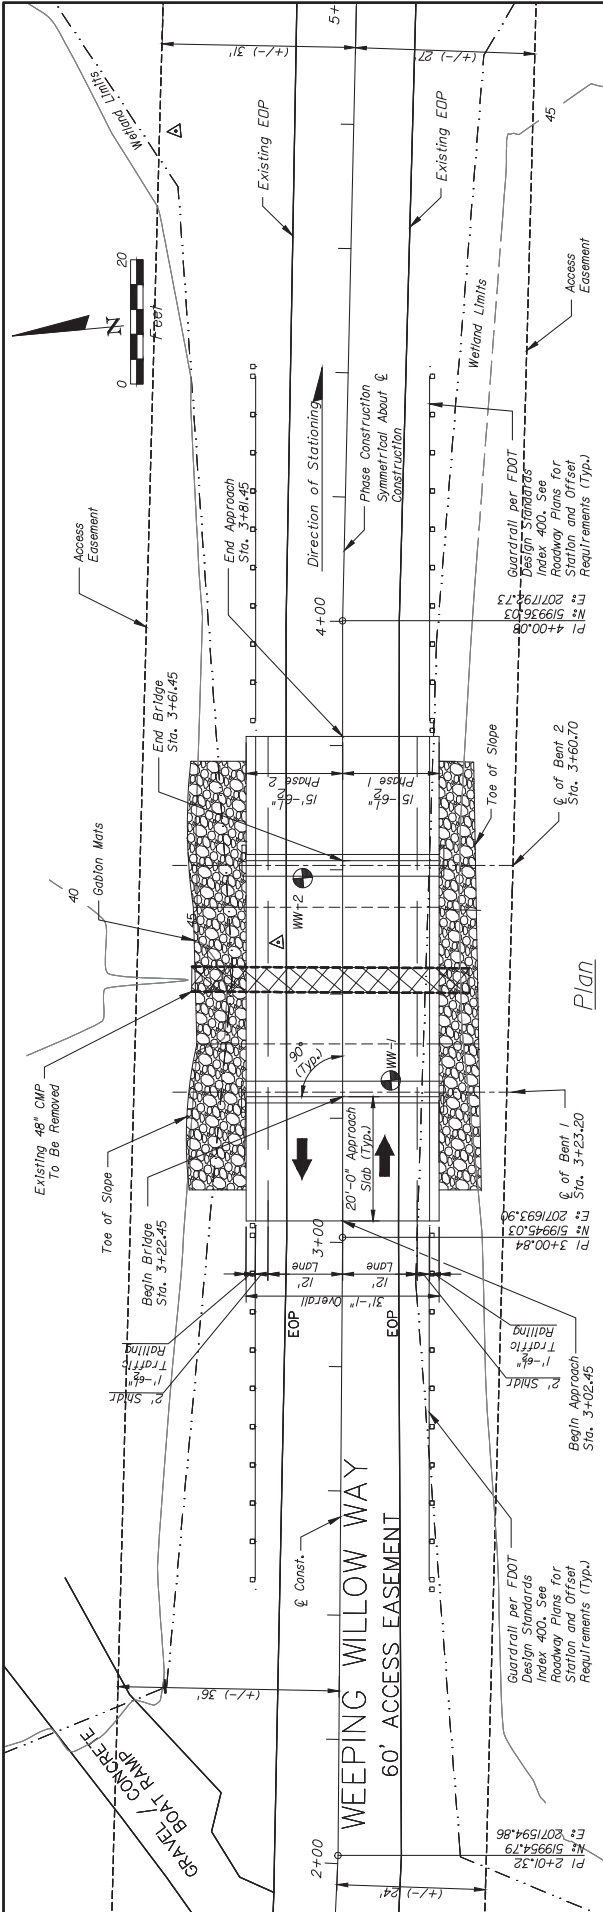 GRAVEL / CONCRETE
BOAT RAMP
(+/-) 36'
(+/-) 24'
2+00
PI 2+01.32
N: 519954.79
E: 2071594.86
WEEPING WILLOW WAY
60' ACCESS EASEMENT
℄ Const.
Guardrail per FDOT
Design Standards
Index 400. See
Roadway Plans for
Station and Offset
Requirements (Typ.)
2' Shldr
1'-6½"
Traffic
Railing
EOP
12'
Lane
12'
Lane
31'-1" Overall
EOP
2' Shldr
1'-6½"
Traffic
Railing
Begin Approach
Sta. 3+02.45
3+00
PI 3+00.84
N: 519945.03
E: 2071693.90
Existing 48" CMP
To Be Removed
Toe of Slope
Begin Bridge
Sta. 3+22.45
20'-0" Approach
Slab (Typ.)
90°
(Typ.)
WW-1
℄ of Bent 1
Sta. 3+23.20
Plan
40
Gabion Mats
45
WW-2
15'-6½"
Phase 2
15'-6½"
Phase 1
End Bridge
Sta. 3+61.45
End Approach
Sta. 3+81.45
Toe of Slope
℄ of Bent 2
Sta. 3+60.70
4+00
PI 4+00.08
N: 519936.03
E: 2071792.73
Access
Easement
Direction of Stationing
Phase Construction
Symmetrical About ℄
Construction
Guardrail per FDOT
Design Standards
Index 400. See
Roadway Plans for
Station and Offset
Requirements (Typ.)
N
0
20
Feet
Wetland Limits
Wetland Limits
Existing EOP
Existing EOP
Access
Easement
(+/-) 31'
(+/-) 27'
45
5+